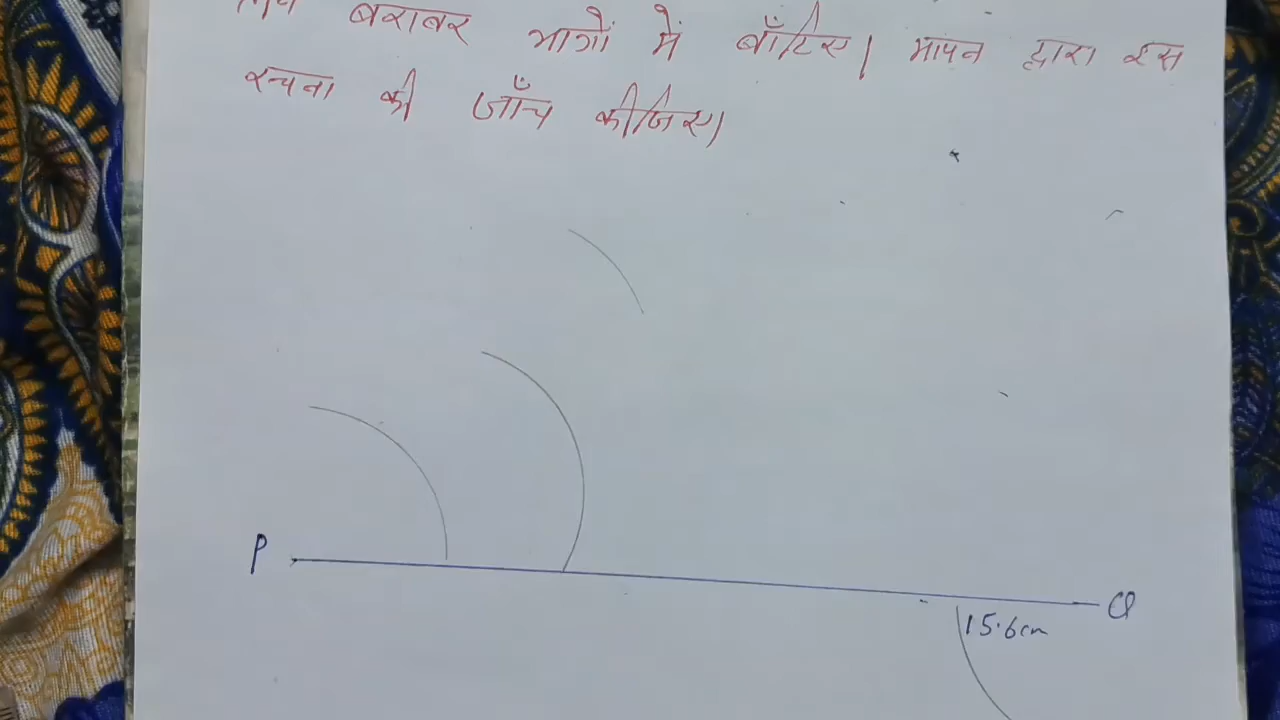 बराबर भागों में बाँटिए। मापन द्वारा इस
रचना की जाँच कीजिए।
P
Q
15.6cm